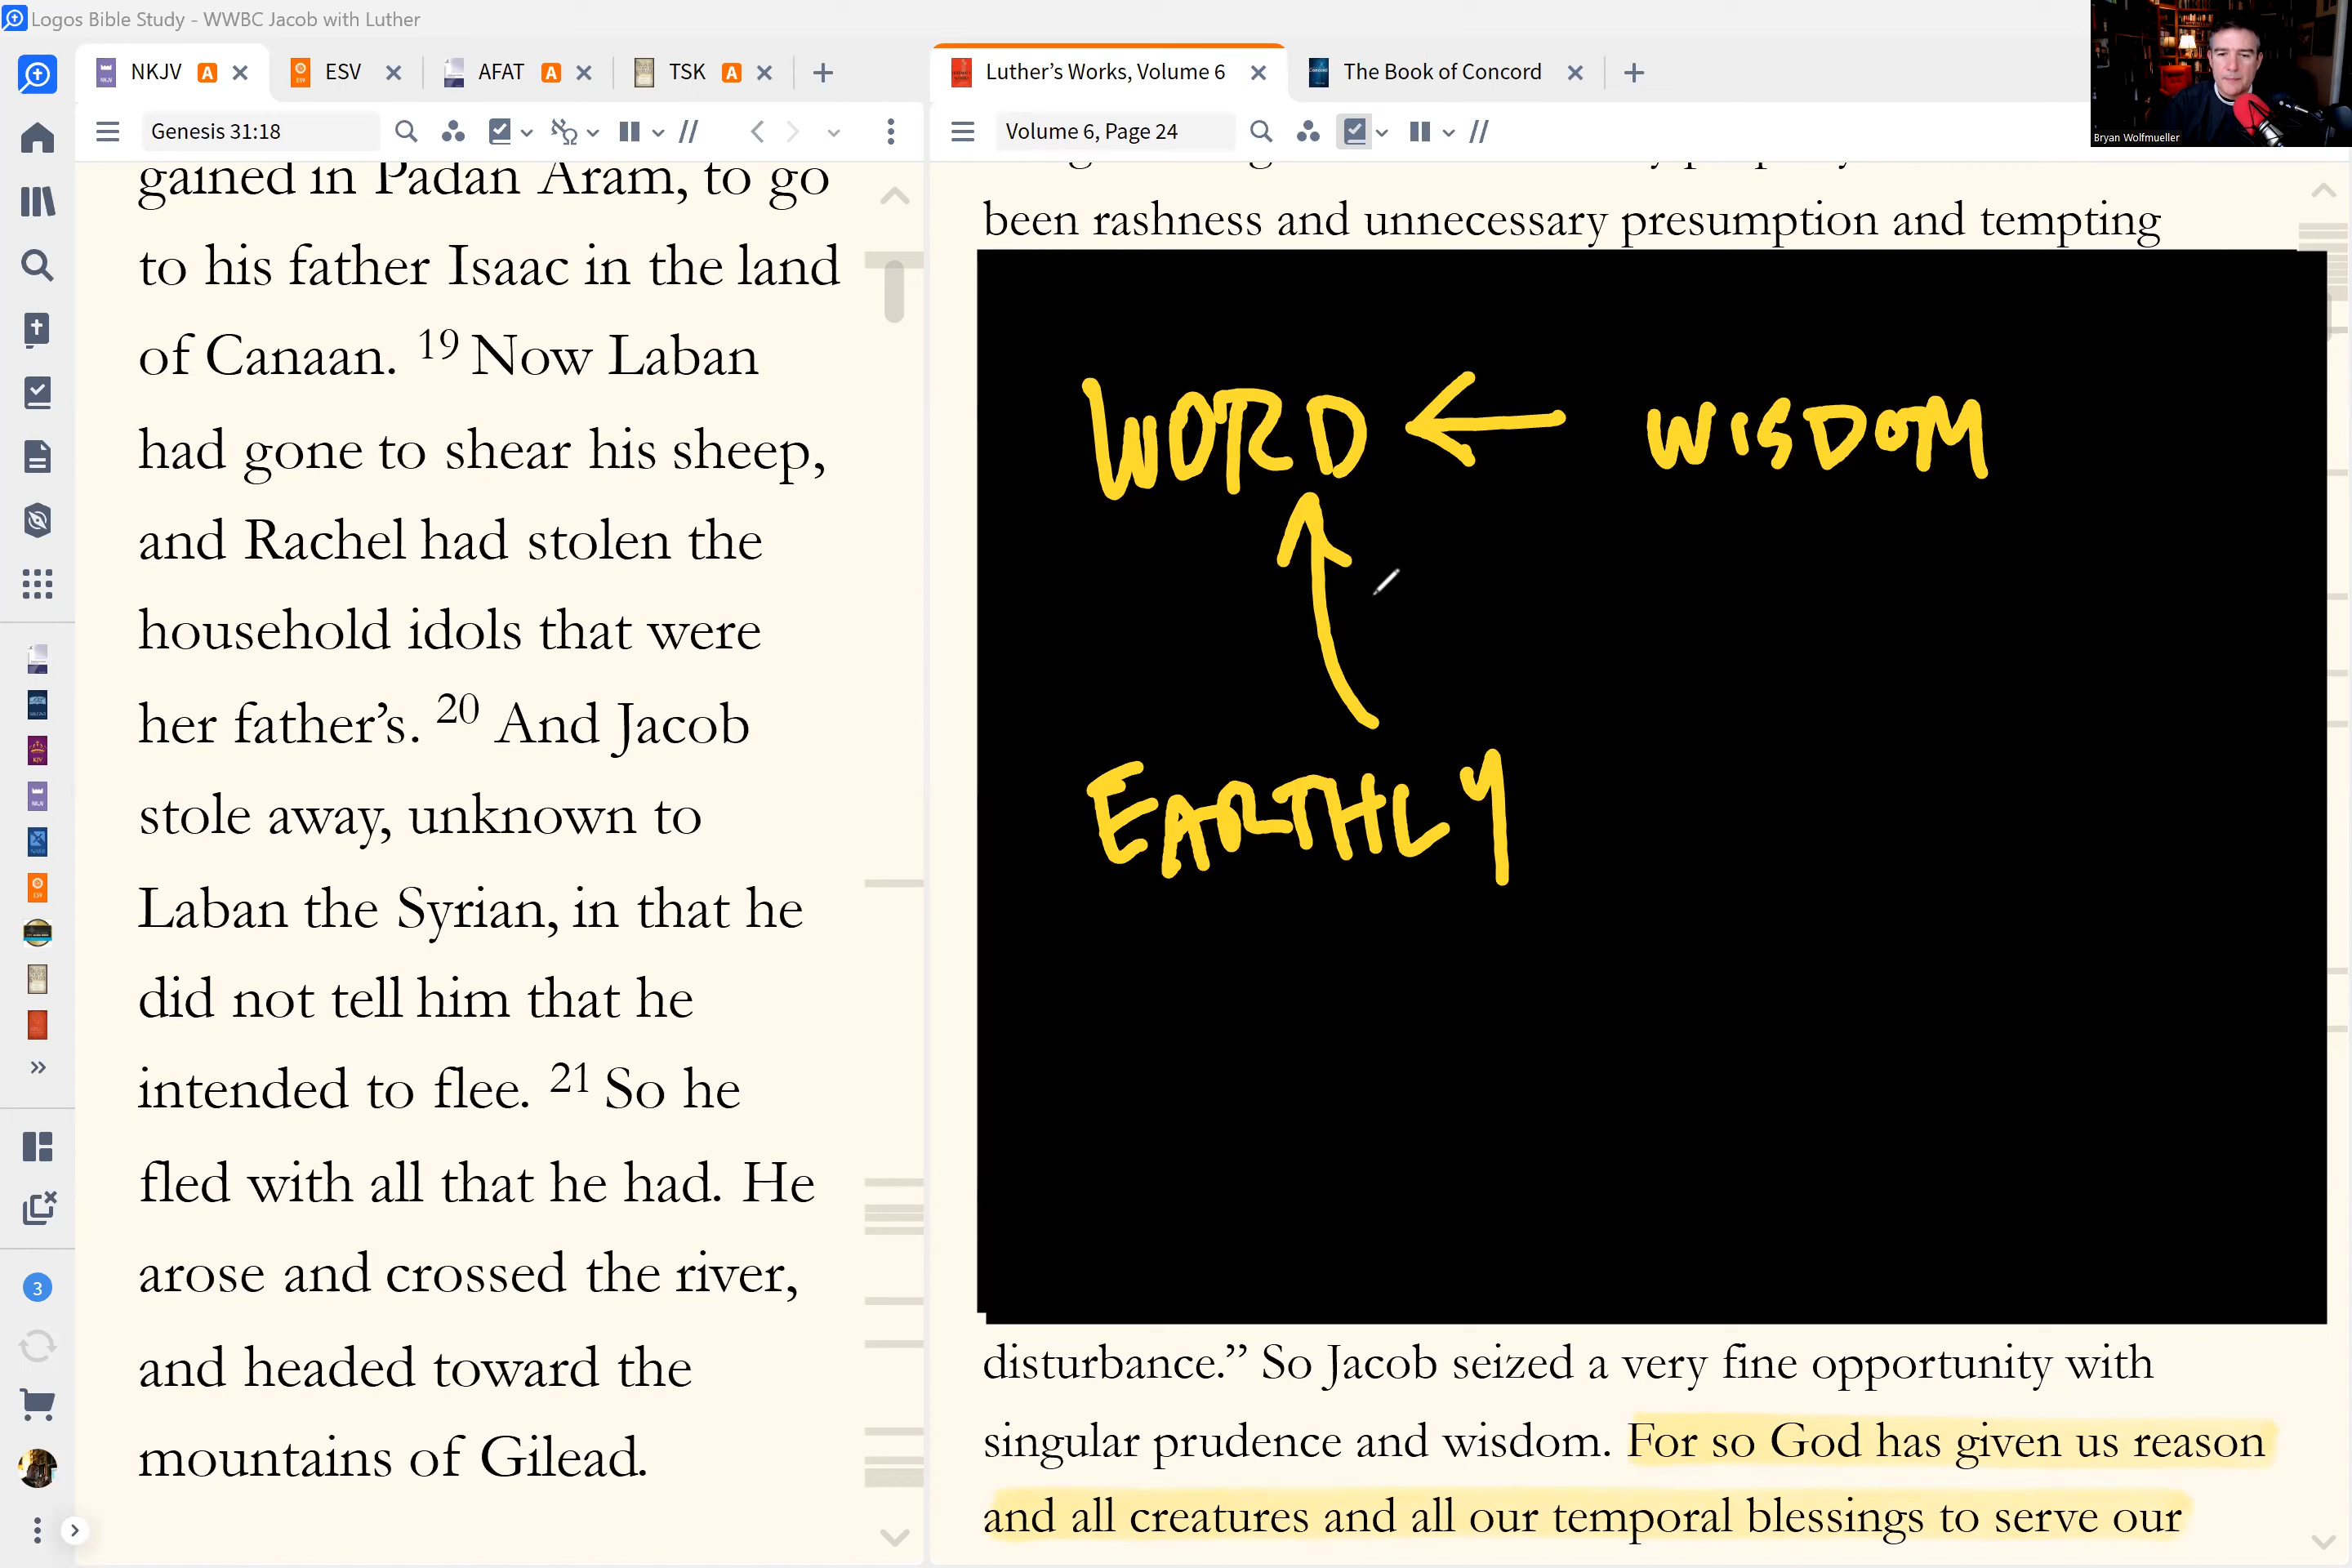 Logos Bible Study - WWBC Jacob with Luther
NKJV A ESV AFAT A TSK A
Genesis 31:18
gained in Padan Aram, to go
to his father Isaac in the land
of Canaan. 19 Now Laban
had gone to shear his sheep,
and Rachel had stolen the
household idols that were
her father’s. 20 And Jacob
stole away, unknown to
Laban the Syrian, in that he
did not tell him that he
intended to flee. 21 So he
fled with all that he had. He
arose and crossed the river,
and headed toward the
mountains of Gilead.
3
Luther’s Works, Volume 6 The Book of Concord
Volume 6, Page 24
been rashness and unnecessary presumption and tempting
WORD ← WISDOM
EARTHLY
disturbance.” So Jacob seized a very fine opportunity with
singular prudence and wisdom. For so God has given us reason
and all creatures and all our temporal blessings to serve our
Bryan Wolfmueller